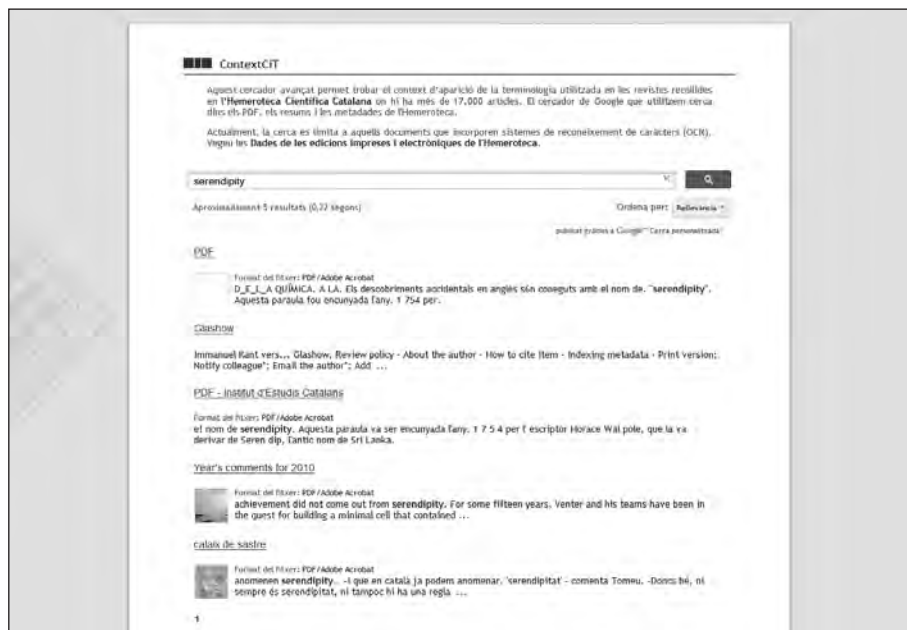 ContextCiT
Aquest cercador avançat permet trobar el context d'aparició de la terminologia utilitzada en les revistes recollides
en l'Hemeroteca Científica Catalana on hi ha més de 17.000 articles. El cercador de Google que utilitzem cerca
dins els PDF, els resums i les metadades de l'Hemeroteca.
Actualment, la cerca es limita a aquells documents que incorporen sistemes de reconeixement de caràcters (OCR).
Vegeu les Dades de les edicions impreses i electròniques de l'Hemeroteca.
serendipity
Aproximadament 5 resultats (0,22 segons)
Ordena per: Rellevància
publicat gràcies a Google™ Cerca personalitzada
PDF
Format del fitxer: PDF/Adobe Acrobat
D_E_L_A QUÍMICA. A LA. Els descobriments accidentals en anglès són coneguts amb el nom de. "serendipity".
Aquesta paraula fou encunyada l'any. 1 754 per.
Glashow
Immanuel Kant vers... Glashow, Review policy · About the author · How to cite item · Indexing metadata · Print version;
Notify colleague*; Email the author*; Add ...
PDF - Institut d'Estudis Catalans
Format del fitxer: PDF/Adobe Acrobat
e! nom de serendipity. Aquesta paraula va ser encunyada l'any. 1 7 5 4 per l' escriptor Horace Wal pole, que la va
derivar de Seren dip, l'antic nom de Sri Lanka.
Year's comments for 2010
Format del fitxer: PDF/Adobe Acrobat
achievement did not come out from serendipity. For some fifteen years, Venter and his teams have been in
the quest for building a minimal cell that contained ...
calaix de sastre
Format del fitxer: PDF/Adobe Acrobat
anomenen serendipity.. -I que en català ja podem anomenar, 'serendipitat' - comenta Tomeu. -Doncs bé, ni
sempre és serendipitat, ni tampoc hi ha una regla ...
1